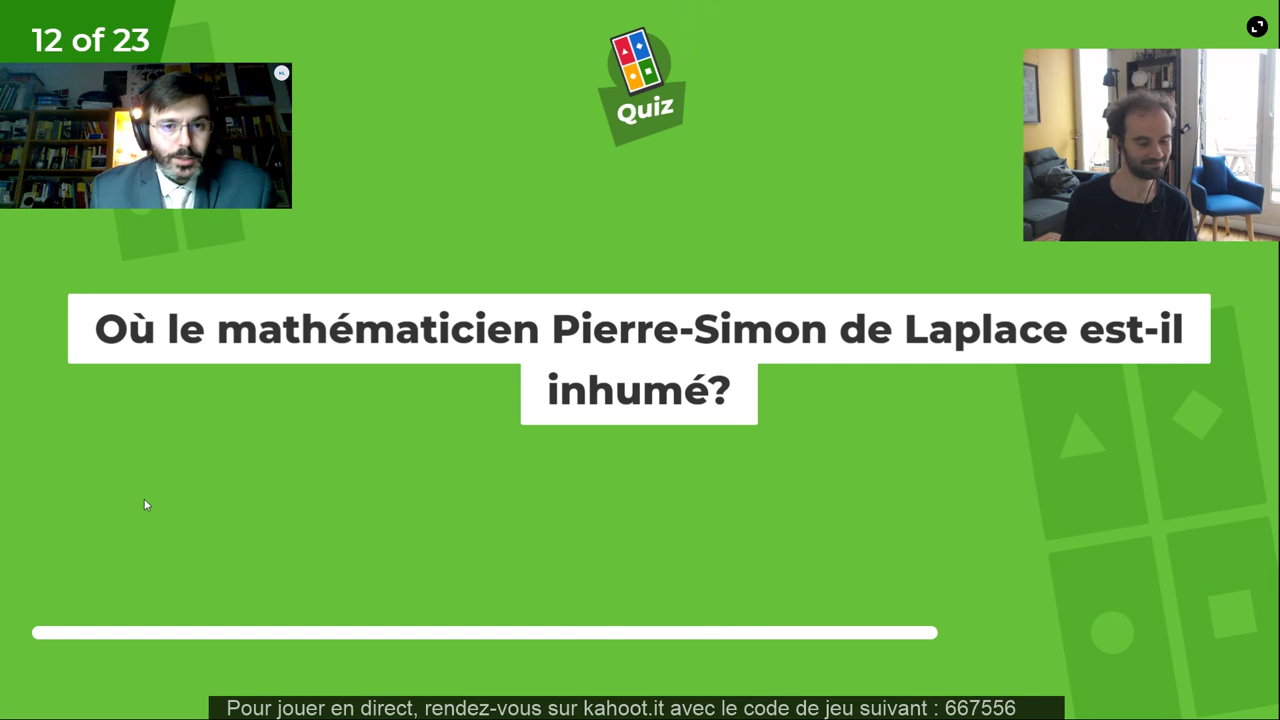 12 of 23
Quiz
Où le mathématicien Pierre-Simon de Laplace est-il
inhumé?
Pour jouer en direct, rendez-vous sur kahoot.it avec le code de jeu suivant : 667556